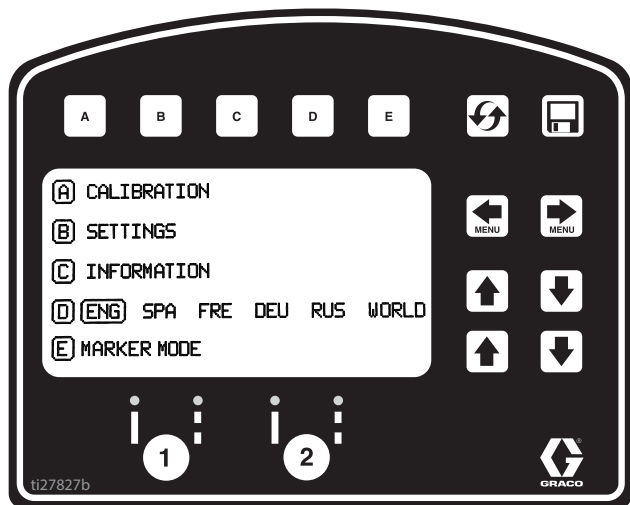 A B C D E
A CALIBRATION
MENU MENU
B SETTINGS
C INFORMATION
D ENG SPA FRE DEU RUS WORLD
E MARKER MODE
1 2
ti27827b
GRACO®